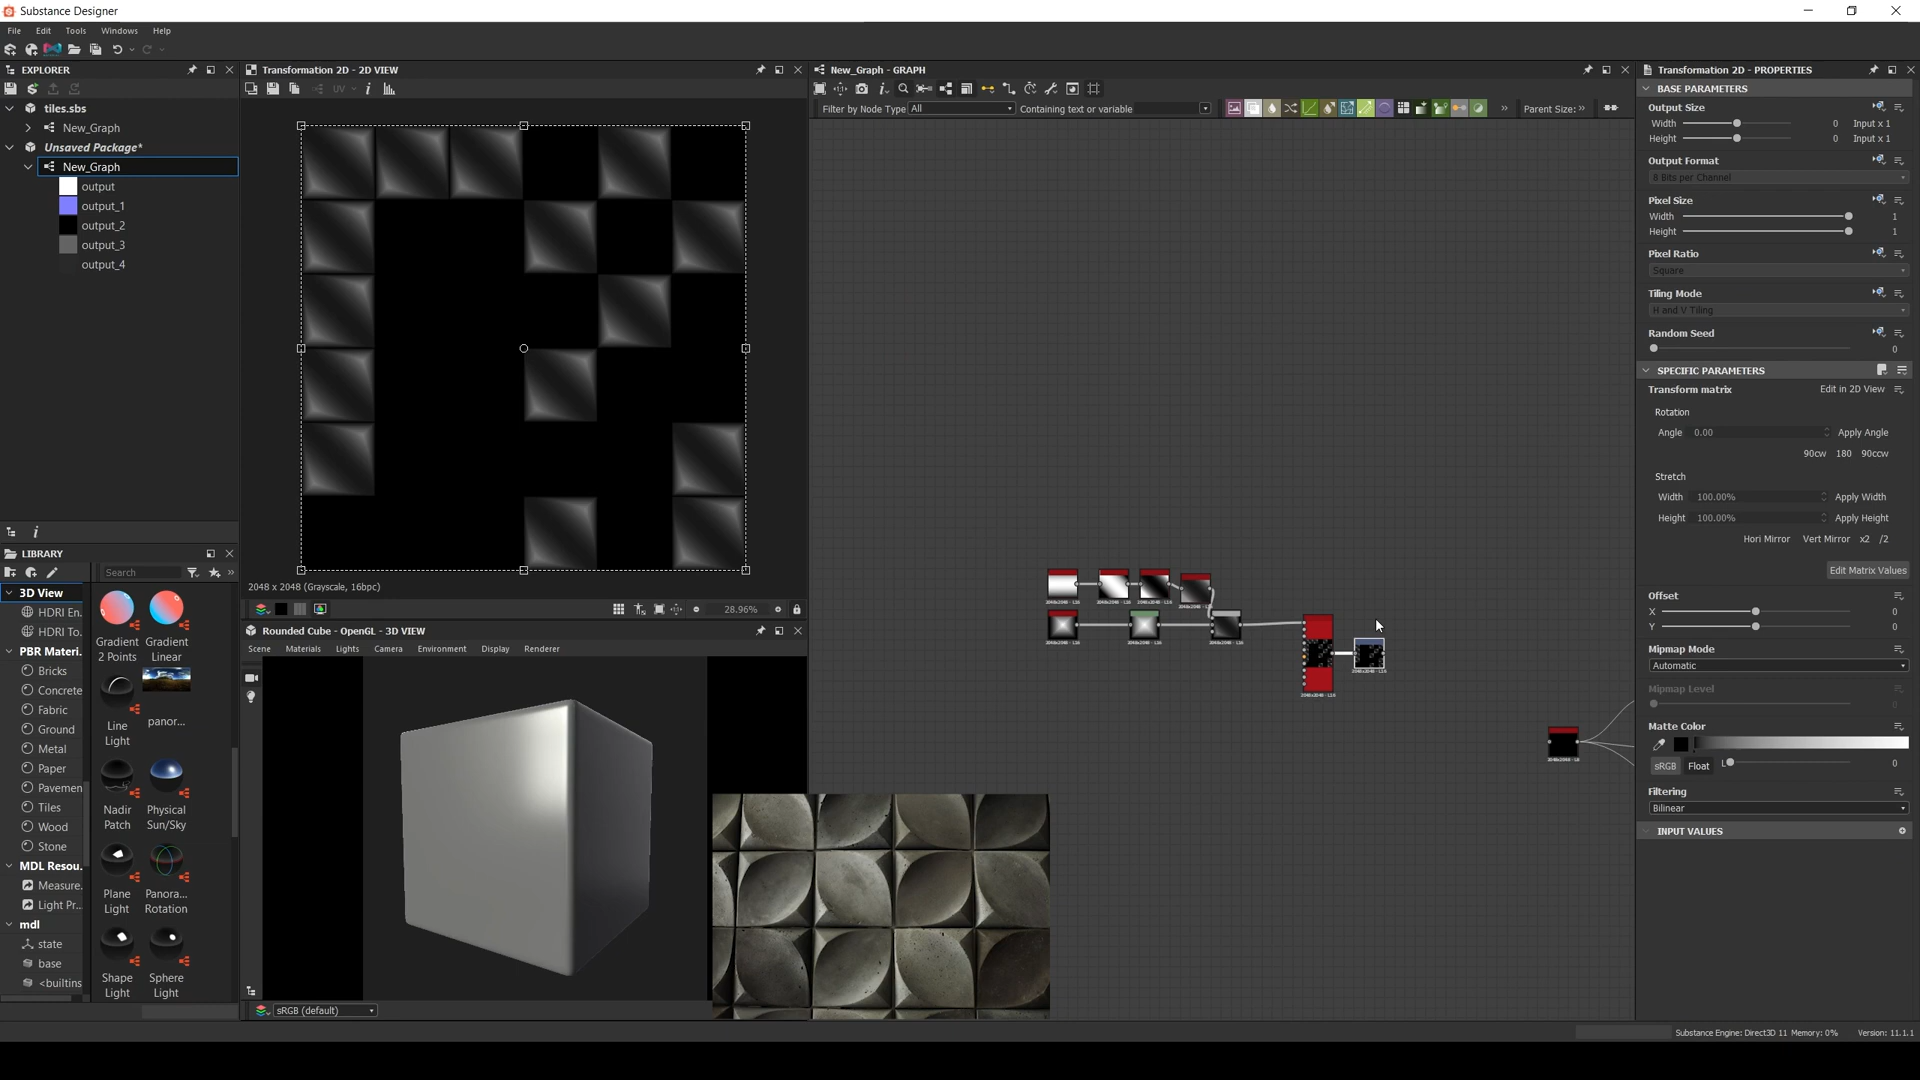 Substance Designer
File Edit Tools Windows Help
EXPLORER
tiles.sbs
New_Graph
Unsaved Package*
New_Graph
output
output_1
output_2
output_3
output_4
LIBRARY
Search
3D View
HDRI En.
HDRI To.
PBR Materi.
Bricks
Concrete
Fabric
Ground
Metal
Paper
Pavemen
Tiles
Wood
Stone
MDL Resou.
Measure.
Light Pr...
mdl
state
base
<builtins
Gradient 2 Points
Gradient Linear
Line Light
panor...
Nadir Patch
Physical Sun/Sky
Plane Light
Panora... Rotation
Shape Light
Sphere Light
Transformation 2D - 2D VIEW
UV
2048 x 2048 (Grayscale, 16bpc)
28.96%
Rounded Cube - OpenGL - 3D VIEW
Scene Materials Lights Camera Environment Display Renderer
sRGB (default)
New_Graph - GRAPH
Filter by Node Type All Containing text or variable Parent Size:
Transformation 2D - PROPERTIES
BASE PARAMETERS
Output Size
Width 0 Input x 1
Height 0 Input x 1
Output Format
8 Bits per Channel
Pixel Size
Width 1
Height 1
Pixel Ratio
Square
Tiling Mode
H and V Tiling
Random Seed
0
SPECIFIC PARAMETERS
Transform matrix Edit in 2D View
Rotation
Angle 0.00 Apply Angle
90cw 180 90ccw
Stretch
Width 100.00% Apply Width
Height 100.00% Apply Height
Hori Mirror Vert Mirror x2 /2
Edit Matrix Values
Offset
X 0
Y 0
Mipmap Mode
Automatic
Mipmap Level
0
Matte Color
sRGB Float L 0
Filtering
Bilinear
INPUT VALUES
Substance Engine: Direct3D 11 Memory: 0% Version: 11.1.1